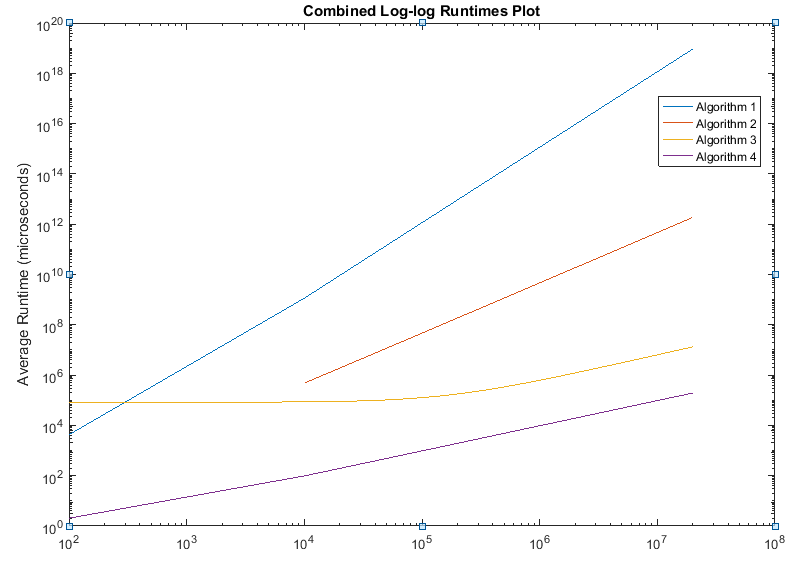 Combined Log-log Runtimes Plot
Average Runtime (microseconds)
10^20
10^18
10^16
10^14
10^12
10^10
10^8
10^6
10^4
10^2
10^0
Algorithm 1
Algorithm 2
Algorithm 3
Algorithm 4
10^2 10^3 10^4 10^5 10^6 10^7 10^8